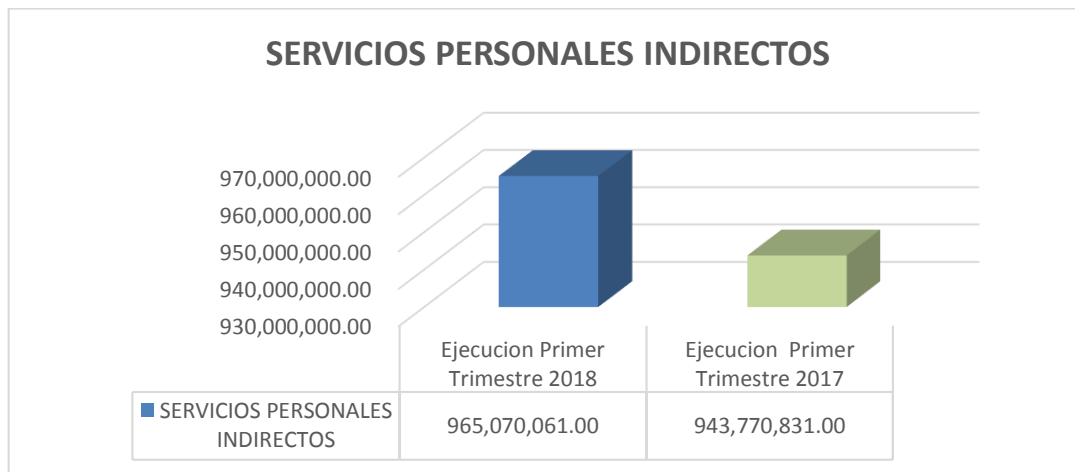 SERVICIOS PERSONALES INDIRECTOS
970,000,000.00
960,000,000.00
950,000,000.00
940,000,000.00
930,000,000.00
Ejecucion Primer
Trimestre 2018
Ejecucion Primer
Trimestre 2017
SERVICIOS PERSONALES
INDIRECTOS
965,070,061.00
943,770,831.00